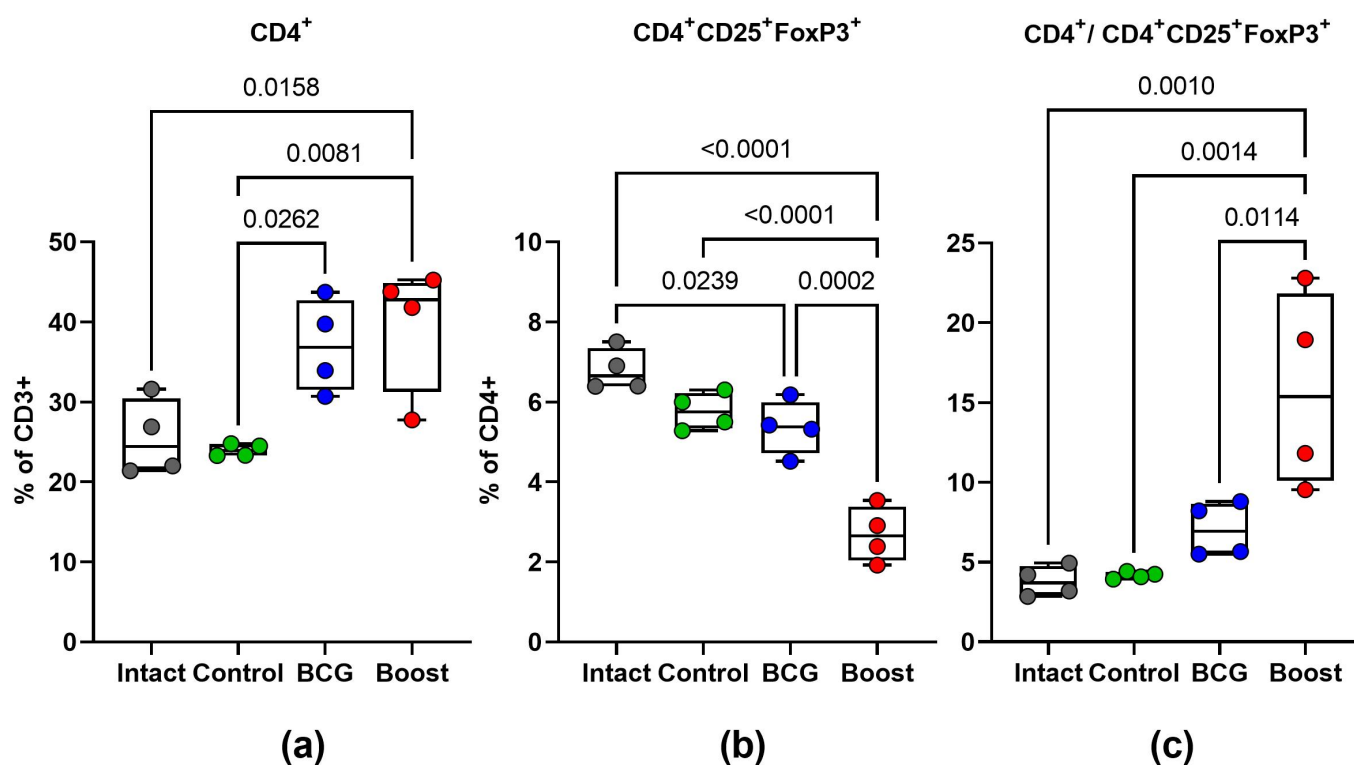 CD4⁺
0.0158
0.0081
0.0262
50
40
30
20
10
0
% of CD3+
Intact Control BCG Boost
(a)
CD4⁺CD25⁺FoxP3⁺
<0.0001
<0.0001
0.0239 0.0002
10
8
6
4
2
0
% of CD4+
Intact Control BCG Boost
(b)
CD4⁺/ CD4⁺CD25⁺FoxP3⁺
0.0010
0.0014
0.0114
25
20
15
10
5
0
Intact Control BCG Boost
(c)